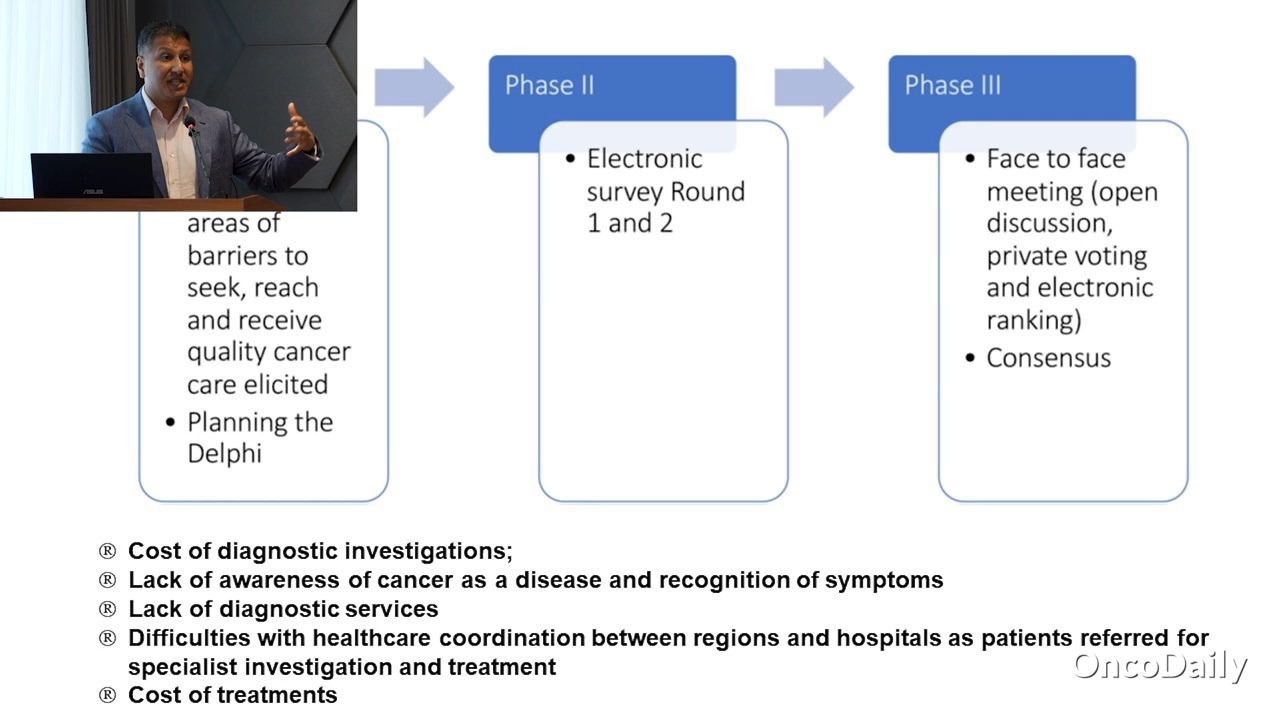 Phase II
Phase III
areas of
barriers to
seek, reach
and receive
quality cancer
care elicited
• Planning the
Delphi
• Electronic
survey Round
1 and 2
• Face to face
meeting (open
discussion,
private voting
and electronic
ranking)
• Consensus
® Cost of diagnostic investigations;
® Lack of awareness of cancer as a disease and recognition of symptoms
® Lack of diagnostic services
® Difficulties with healthcare coordination between regions and hospitals as patients referred for
specialist investigation and treatment
® Cost of treatments
OncoDaily
ASUS